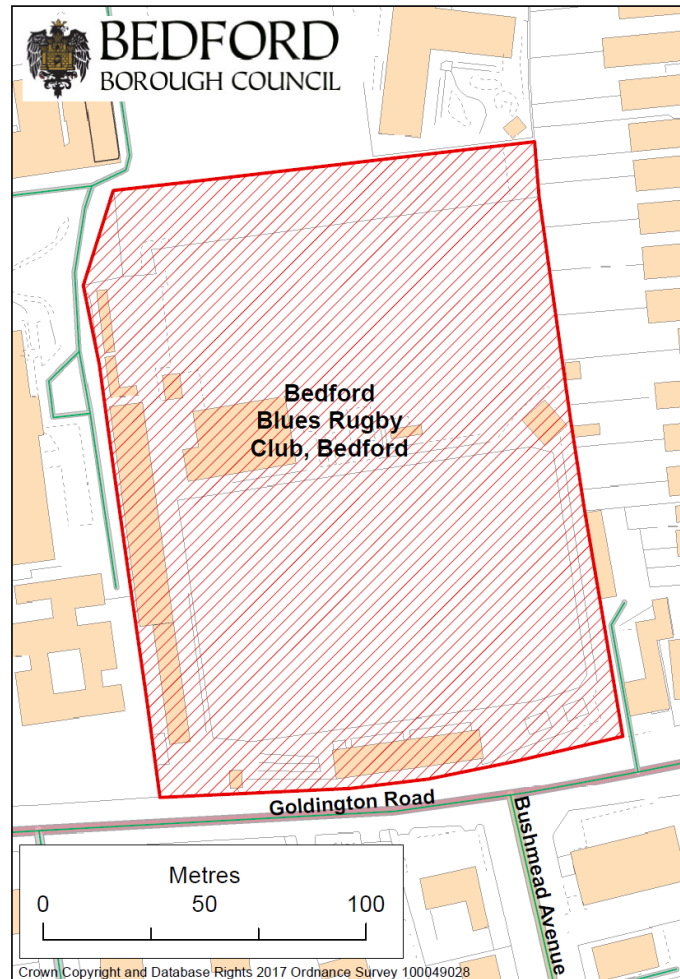 BEDFORD
BOROUGH COUNCIL
Bedford
Blues Rugby
Club, Bedford
Goldington Road
Bushmead Avenue
Metres
0 50 100
Crown Copyright and Database Rights 2017 Ordnance Survey 100049028